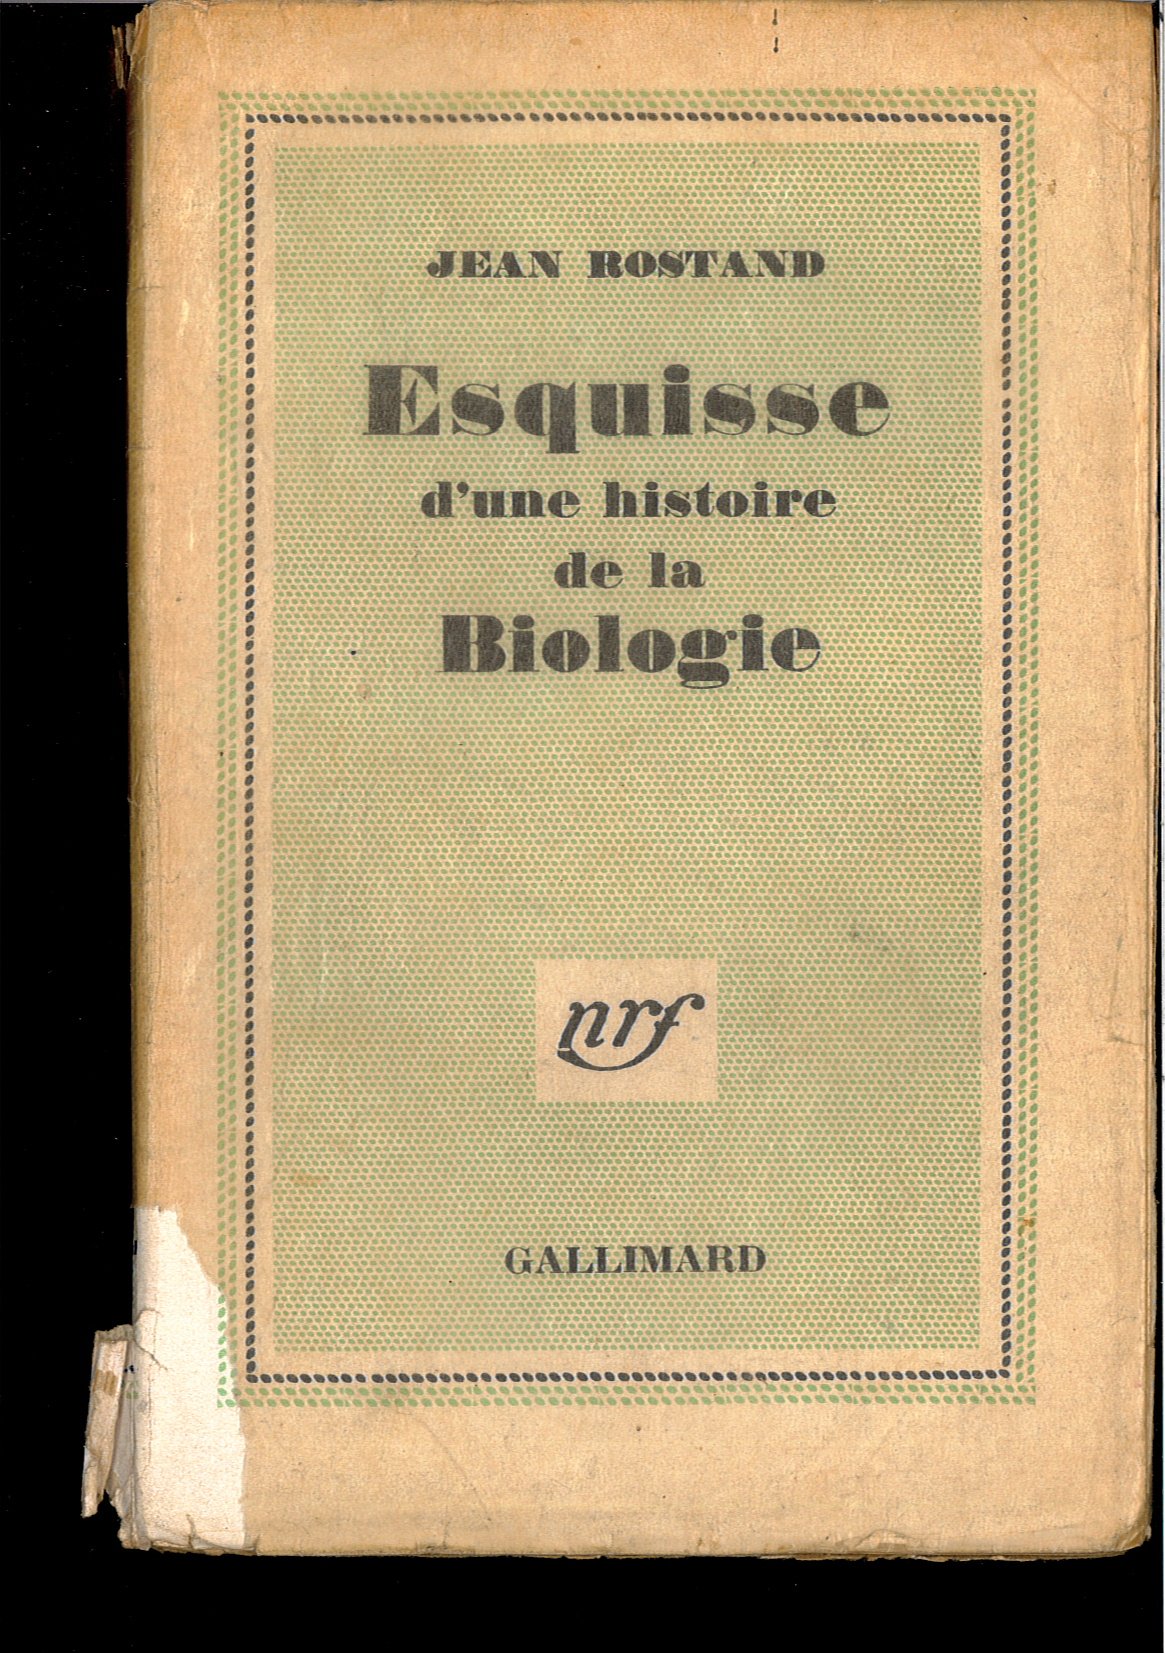 JEAN ROSTAND
Esquisse
d'une histoire
de la
Biologie
nrf
GALLIMARD